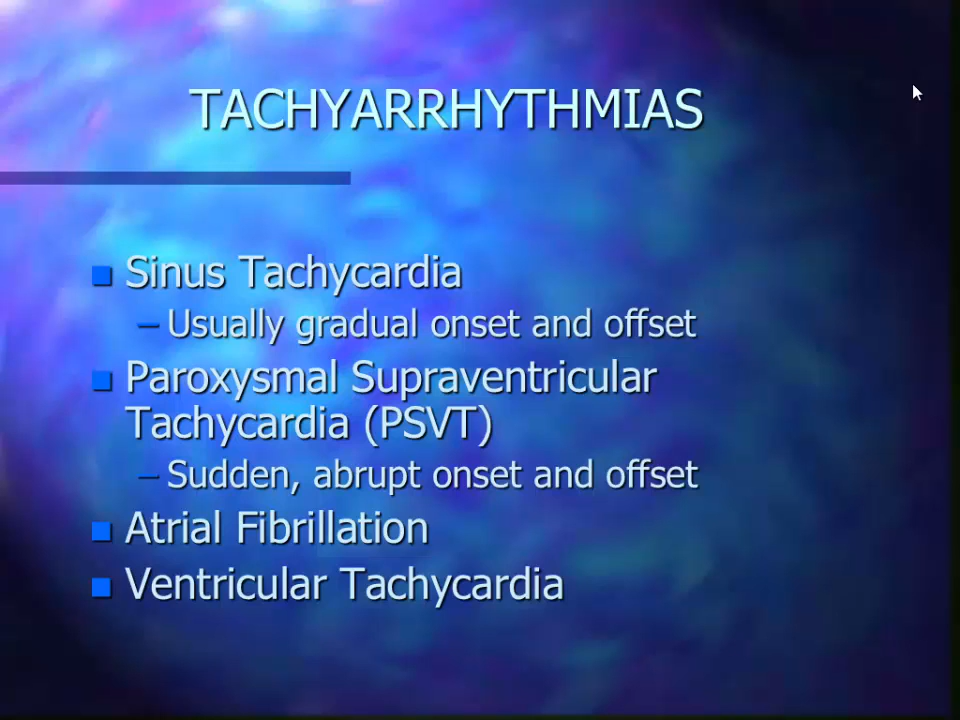 TACHYARRHYTHMIAS
Sinus Tachycardia
– Usually gradual onset and offset
Paroxysmal Supraventricular
Tachycardia (PSVT)
– Sudden, abrupt onset and offset
Atrial Fibrillation
Ventricular Tachycardia